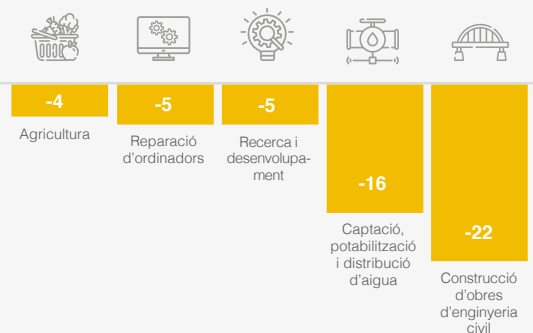 -4
Agricultura
-5
Reparació
d’ordinadors
-5
Recerca i
desenvolupa-
ment
-16
Captació,
potabilització
i distribució
d’aigua
-22
Construcció
d’obres
d’enginyeria
civil